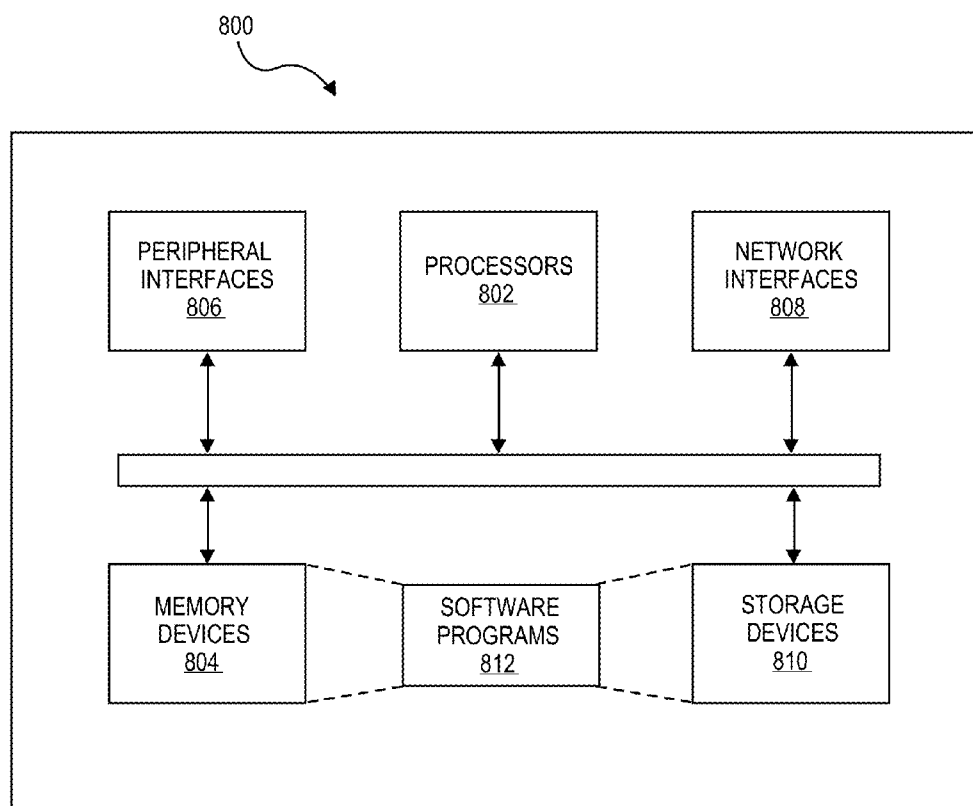 800
PERIPHERAL
INTERFACES
806
PROCESSORS
802
NETWORK
INTERFACES
808
MEMORY
DEVICES
804
SOFTWARE
PROGRAMS
812
STORAGE
DEVICES
810